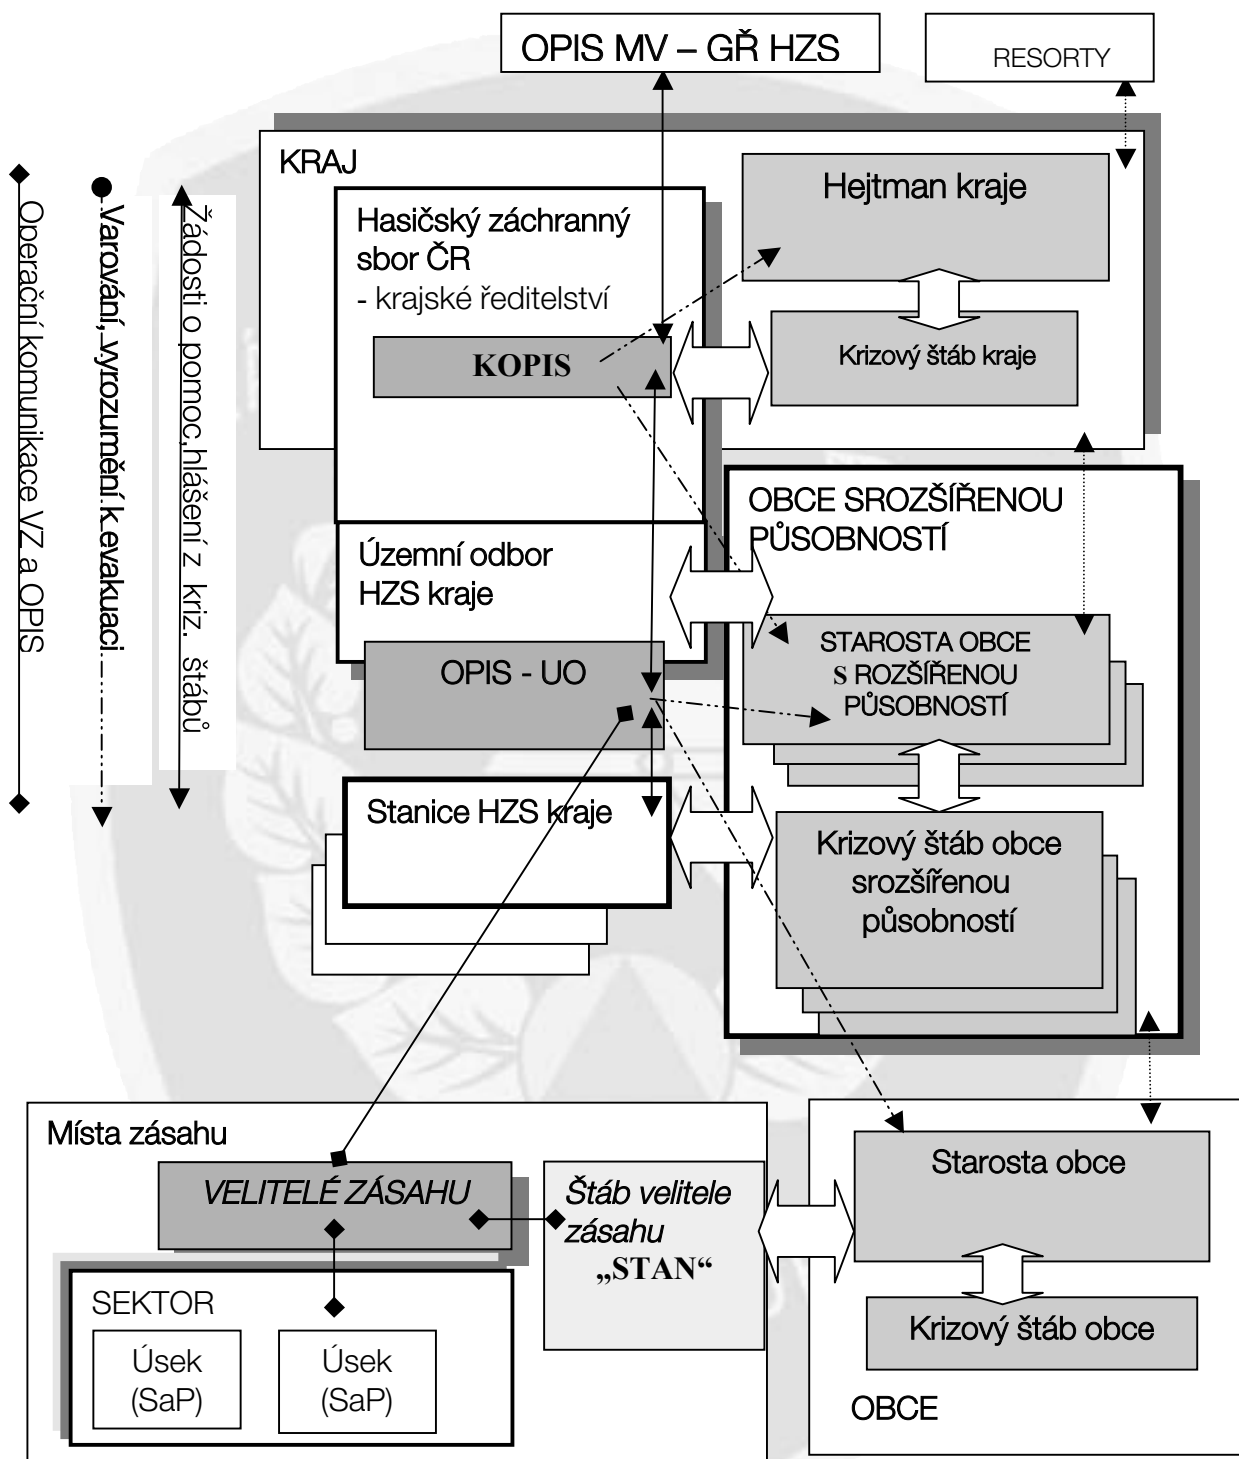 OPIS MV – GŘ HZS
RESORTY
KRAJ
Hasičský záchranný
sbor ČR
- krajské ředitelství
KOPIS
Hejtman kraje
Krizový štáb kraje
Operační komunikace VZ a OPIS
Varování, vyrozumění k evakuaci
Žádosti o pomoc,hlášení z kriz. štábů
OBCE SROZŠÍŘENOU
PŮSOBNOSTÍ
Územní odbor
HZS kraje
OPIS - UO
STAROSTA OBCE
S ROZŠÍŘENOU
PŮSOBNOSTÍ
Stanice HZS kraje
Krizový štáb obce
srozšířenou
působností
Místa zásahu
VELITELÉ ZÁSAHU
Štáb velitele
zásahu
„STAN“
SEKTOR
Úsek
(SaP)
Úsek
(SaP)
Starosta obce
Krizový štáb obce
OBCE